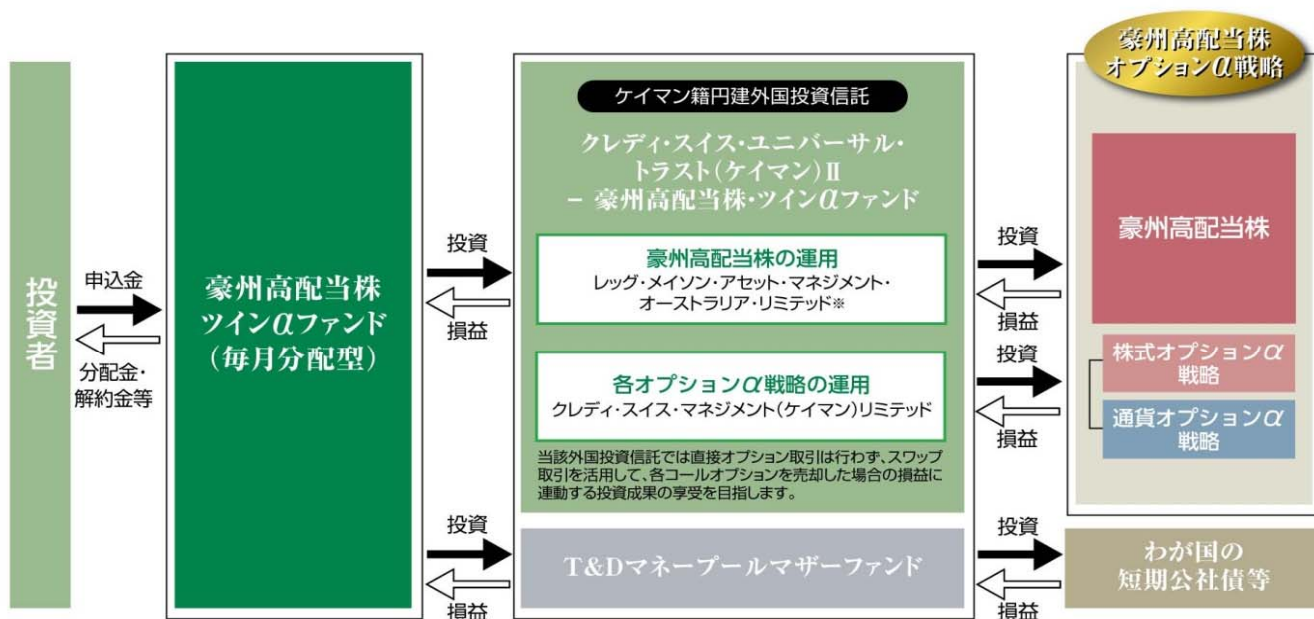 投資者
申込金
分配金・
解約金等
豪州高配当株
ツインαファンド
（毎月分配型）
投資
損益
投資
損益
ケイマン籍円建外国投資信託
クレディ・スイス・ユニバーサル・
トラスト（ケイマン）Ⅱ
－ 豪州高配当株・ツインαファンド
豪州高配当株の運用
レッグ・メイソン・アセット・マネジメント・
オーストラリア・リミテッド※
各オプションα戦略の運用
クレディ・スイス・マネジメント（ケイマン）リミテッド
当該外国投資信託では直接オプション取引は行わず、スワップ
取引を活用して、各コールオプションを売却した場合の損益に
連動する投資成果の享受を目指します。
T&Dマネープールマザーファンド
投資
損益
投資
損益
投資
損益
豪州高配当株
オプションα戦略
豪州高配当株
株式オプションα
戦略
通貨オプションα
戦略
わが国の
短期公社債等